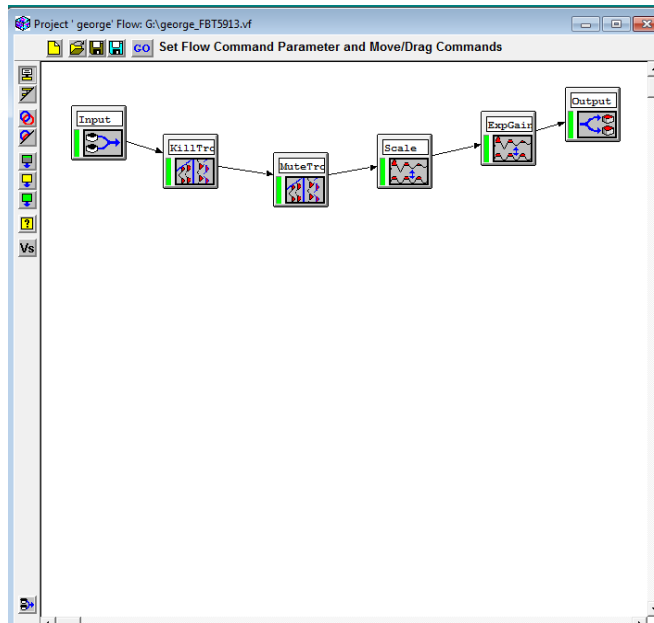 Project ' george' Flow: G:\george_FBT5913.vf
GO Set Flow Command Parameter and Move/Drag Commands
Input
KillTrc
MuteTrc
Scale
ExpGain
Output
?
Vs